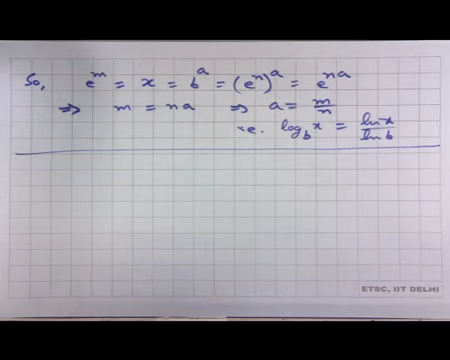 So, e^m = x = b^a = (e^n)^a = e^{na}
⇒ m = na ⇒ a = m/n
i.e. log_b x = ln x / ln b
ETSC, IIT DELHI